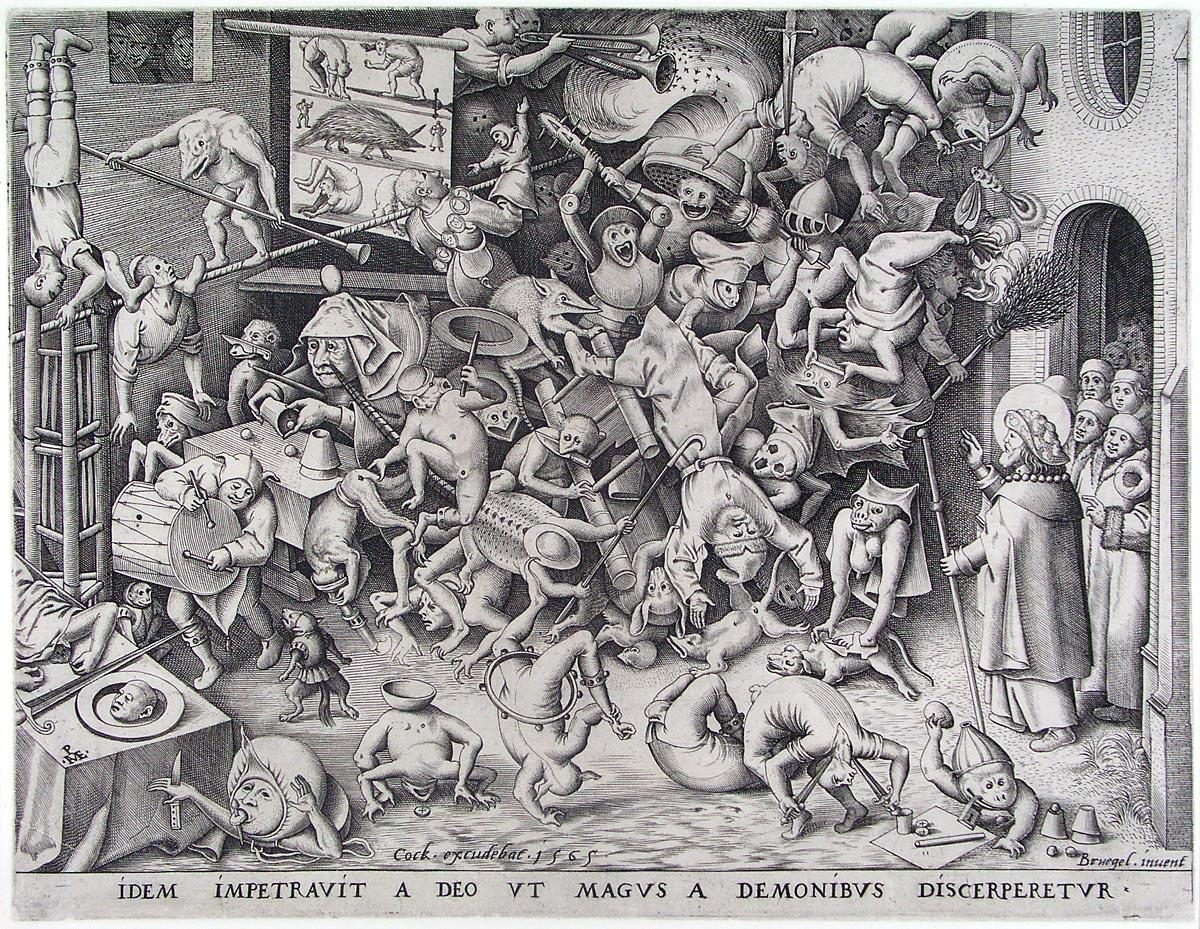 Cock . excudebat . 1565 .
Bruegel . inuent
IDEM IMPETRAVIT A DEO VT MAGVS A DEMONIBVS DISCERPERETVR